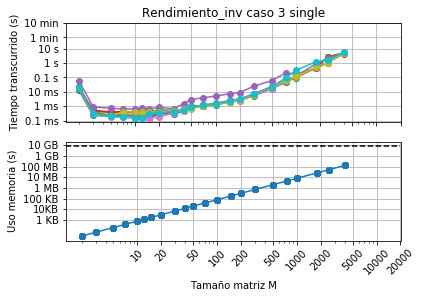 Rendimiento_inv caso 3 single
Tiempo transcurrido (s)
10 min
1 min
10 s
1 s
0.1 s
10 ms
1 ms
0.1 ms
Uso memoria (s)
10 GB
1 GB
100 MB
10 MB
1 MB
100 KB
10KB
1 KB
10
20
50
100
200
500
1000
2000
5000
10000
20000
Tamaño matriz M